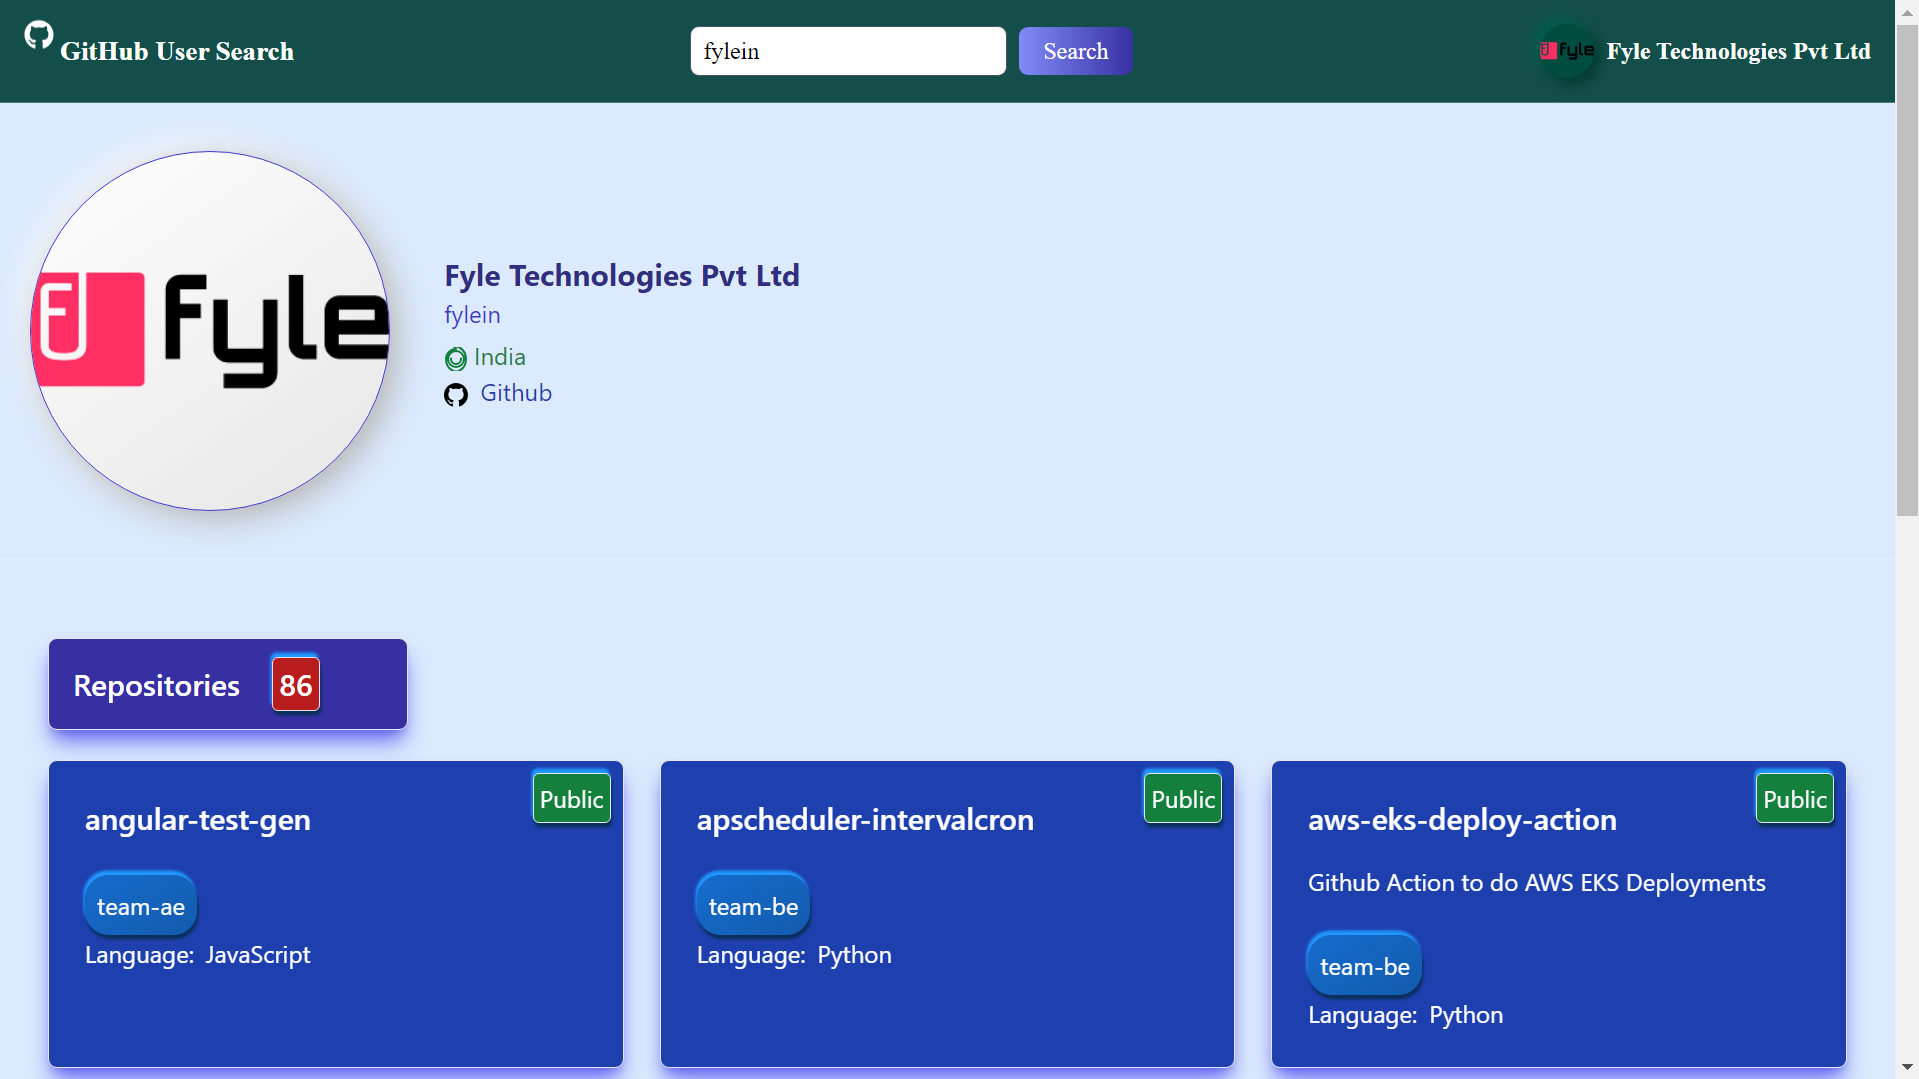 GitHub User Search
fylein
Search
fyle
Fyle Technologies Pvt Ltd
fyle
Fyle Technologies Pvt Ltd
fylein
India
Github
Repositories 86
Public
angular-test-gen
team-ae
Language: JavaScript
Public
apscheduler-intervalcron
team-be
Language: Python
Public
aws-eks-deploy-action
Github Action to do AWS EKS Deployments
team-be
Language: Python